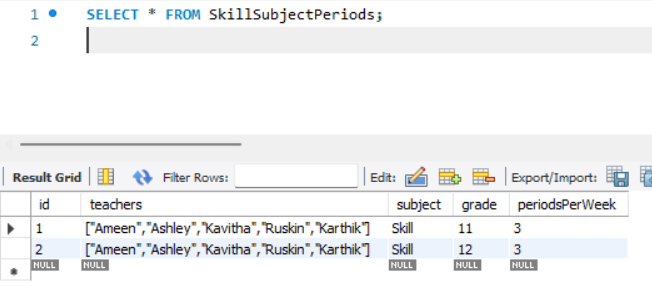 1 SELECT * FROM SkillSubjectPeriods;
2
Result Grid Filter Rows: Edit: Export/Import:
id teachers subject grade periodsPerWeek
1 ["Ameen","Ashley","Kavitha","Ruskin","Karthik"] Skill 11 3
2 ["Ameen","Ashley","Kavitha","Ruskin","Karthik"] Skill 12 3
NULL NULL NULL NULL NULL